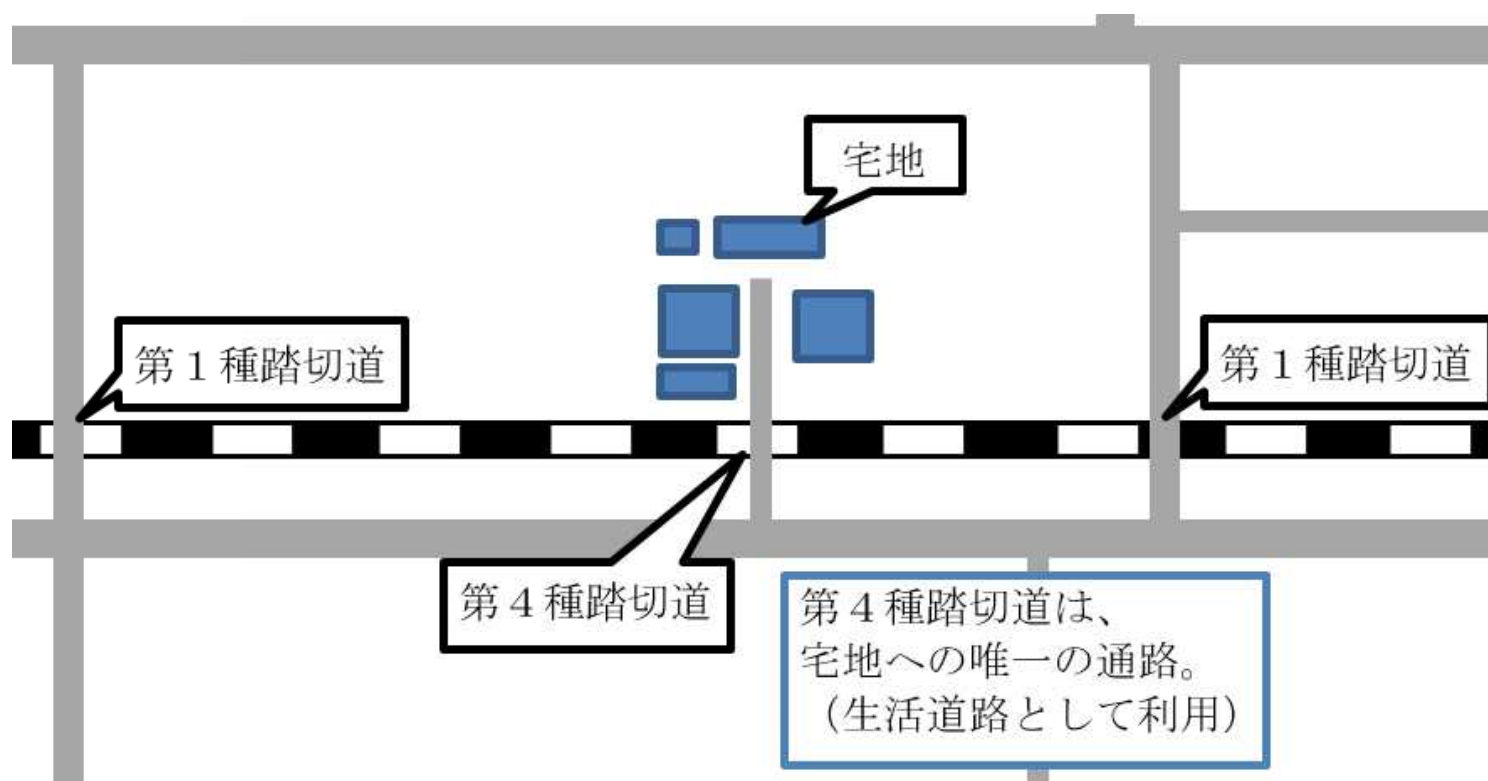 宅地
第１種踏切道
第１種踏切道
第４種踏切道
第４種踏切道は、
宅地への唯一の通路。
（生活道路として利用）